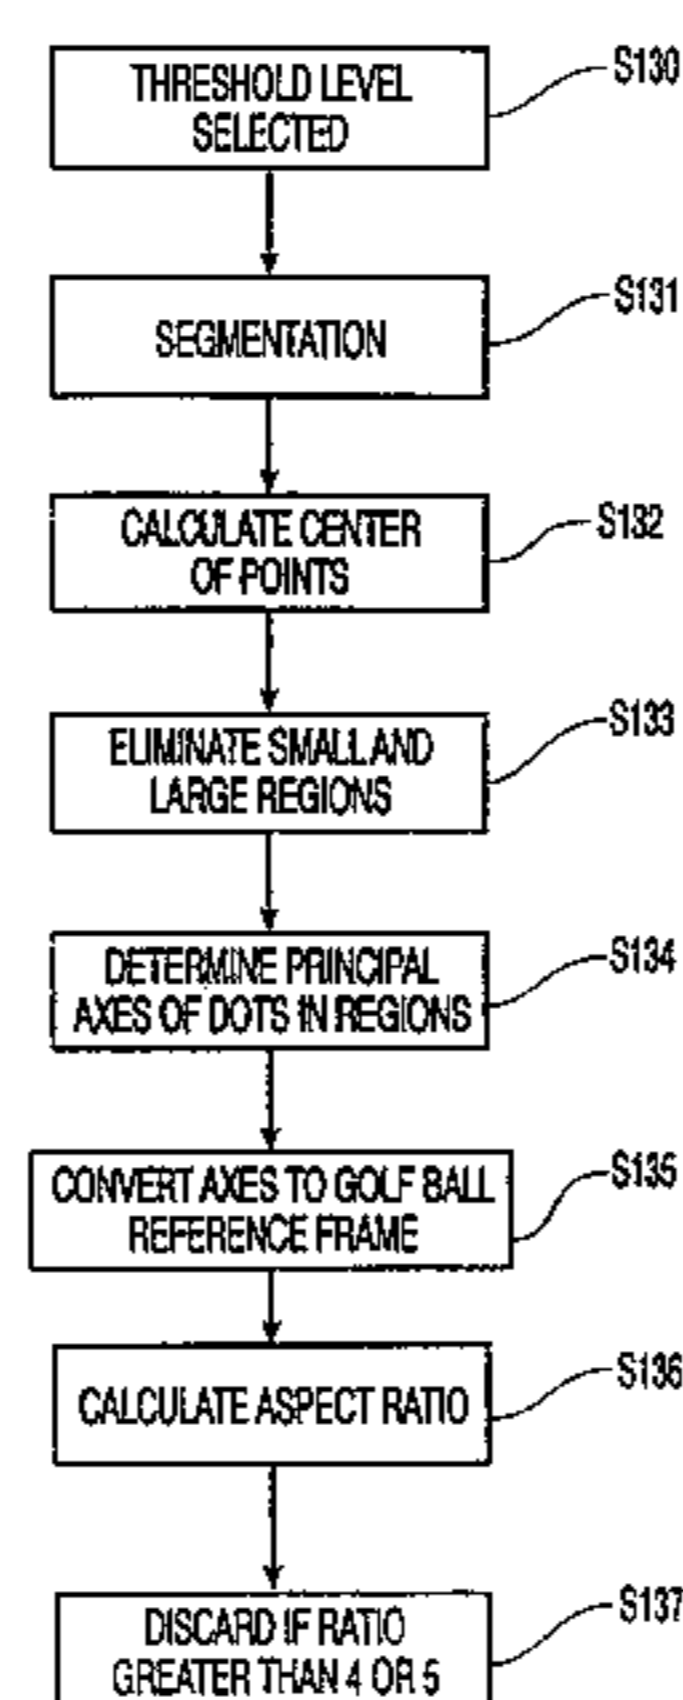 THRESHOLD LEVEL
SELECTED
S130
SEGMENTATION
S131
CALCULATE CENTER
OF POINTS
S132
ELIMINATE SMALL AND
LARGE REGIONS
S133
DETERMINE PRINCIPAL
AXES OF DOTS IN REGIONS
S134
CONVERT AXES TO GOLF BALL
REFERENCE FRAME
S135
CALCULATE ASPECT RATIO
S136
DISCARD IF RATIO
GREATER THAN 4 OR 5
S137